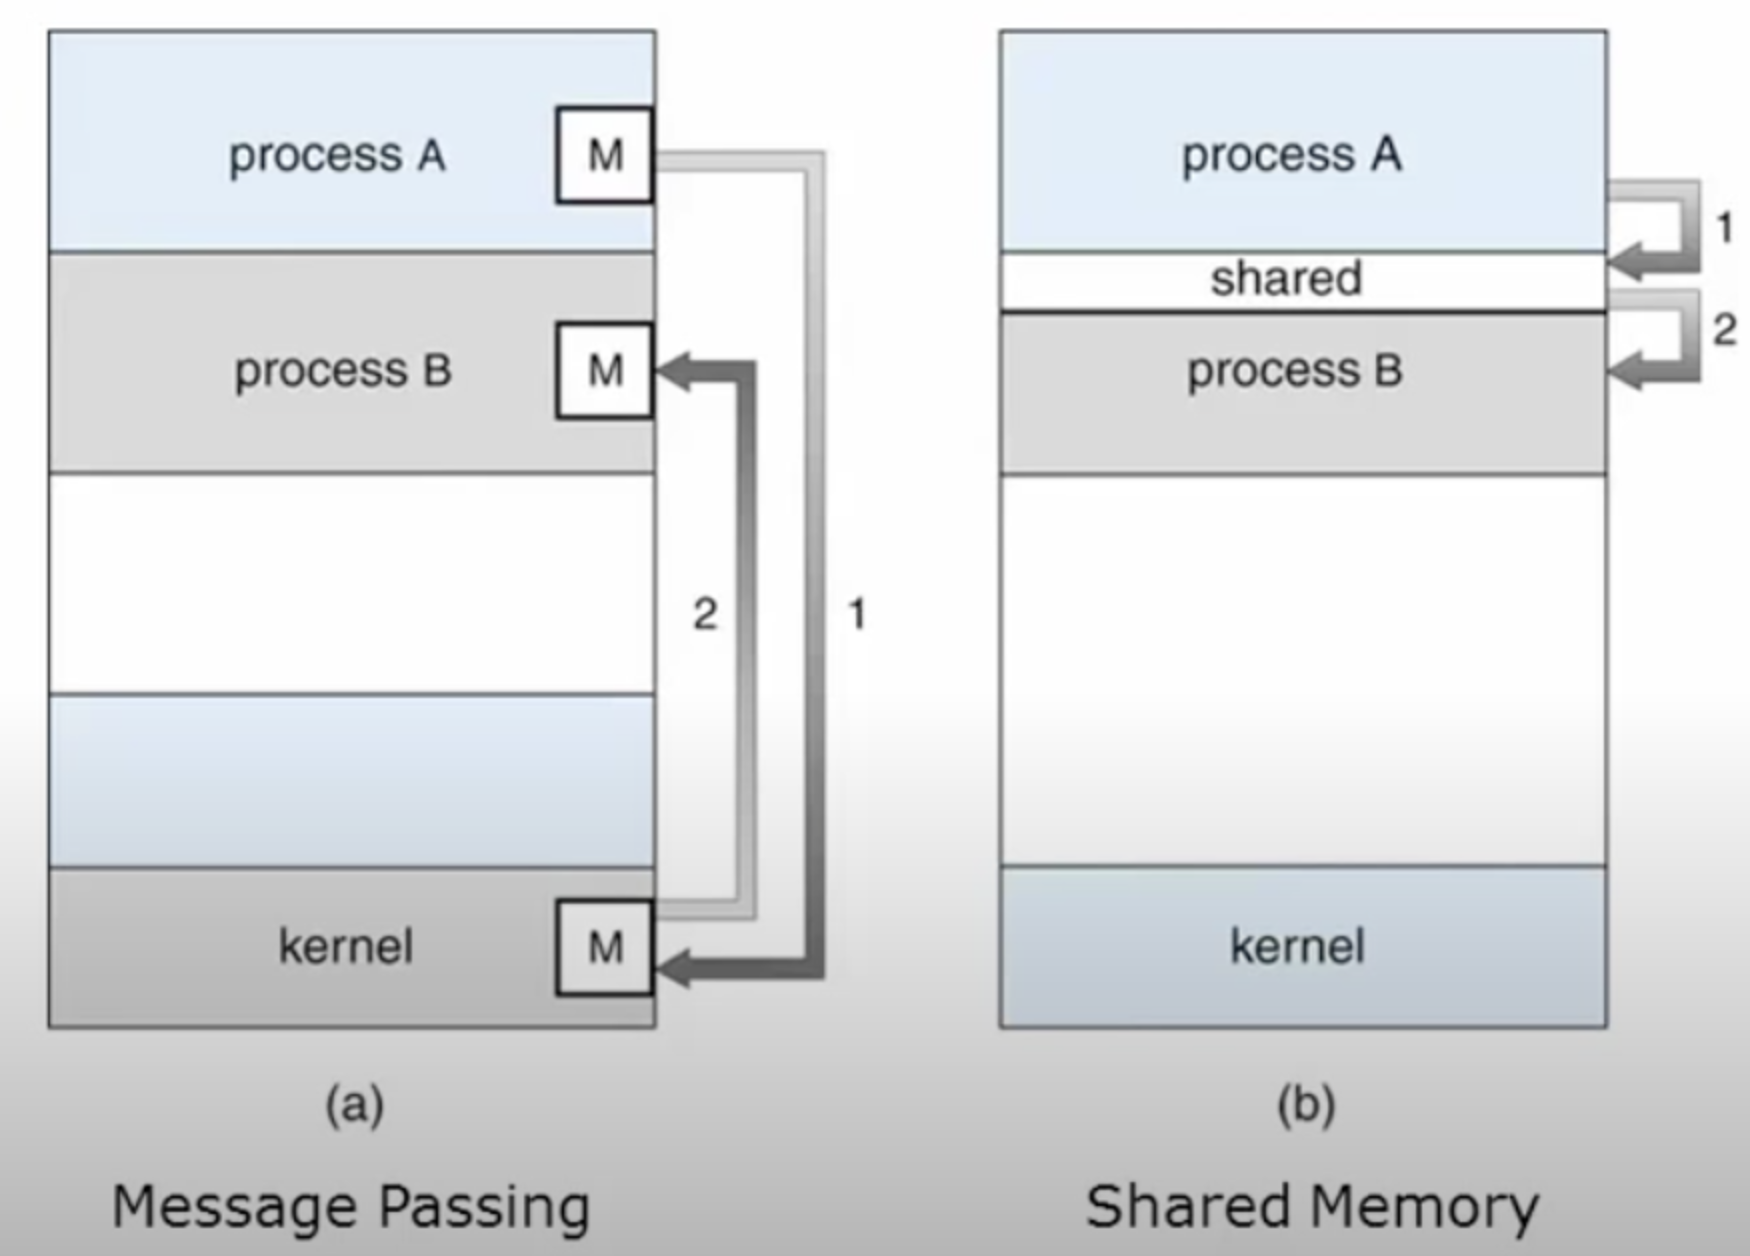 process A
M
process B
M
2
1
kernel
M
(a)
Message Passing
process A
1
shared
2
process B
kernel
(b)
Shared Memory